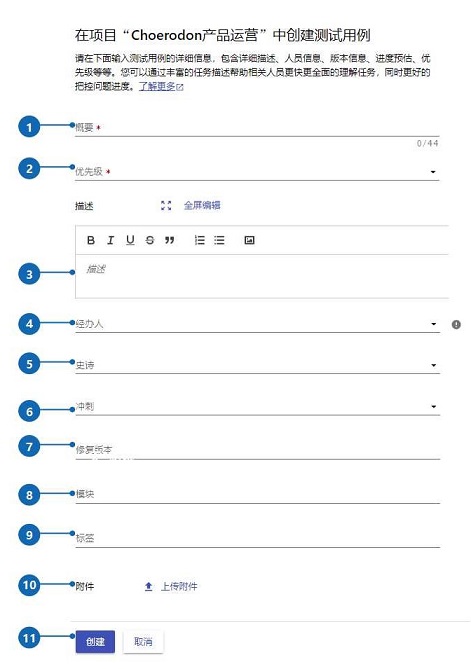 在项目“Choerodon产品运营”中创建测试用例
请在下面输入测试用例的详细信息，包含详细描述、人员信息、版本信息、进度预估、优
先级等等。您可以通过丰富的任务描述帮助相关人员更快更全面的理解任务，同时更好的
把控问题进度。了解更多
1 概要 *
0/44
2 优先级 *
描述 全屏编辑
B I U S
3 描述
4 经办人
5 史诗
6 冲刺
7 修复版本
8 模块
9 标签
10 附件 上传附件
11 创建 取消